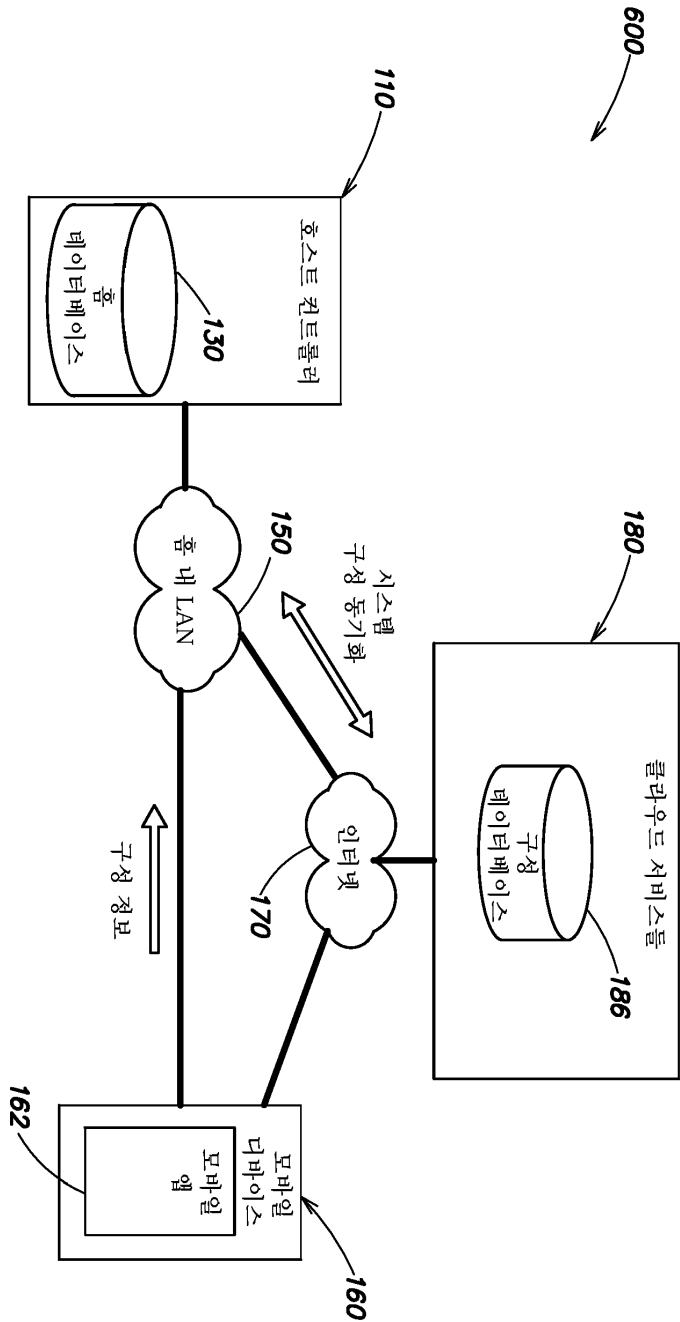 600
180
클라우드 서비스들
186
구성
데이터베이스
110
호스트 컨트롤러
130
홈
데이터베이스
시스템
구성 동기화
인터넷
170
150
홈 내 LAN
구성 정보
160
모바일
디바이스
모바일
앱
162